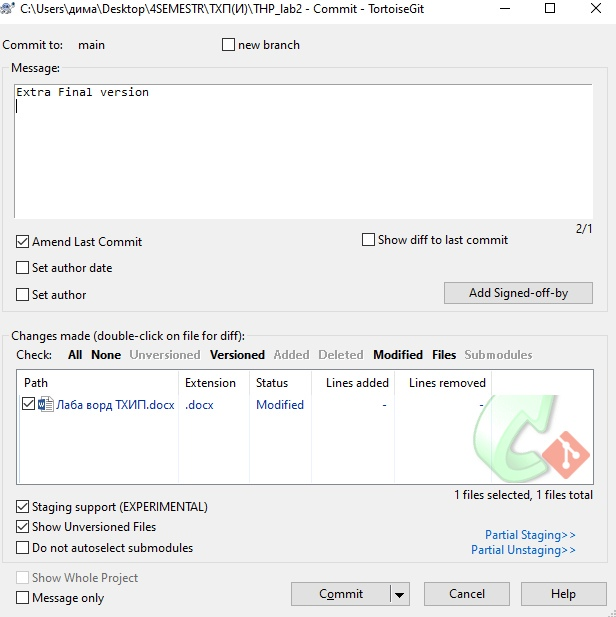 C:\Users\дима\Desktop\4SEMESTR\ТХП(И)\THP_lab2 - Commit - TortoiseGit
Commit to: main new branch
Message:
Extra Final version
2/1
Amend Last Commit Show diff to last commit
Set author date
Set author Add Signed-off-by
Changes made (double-click on file for diff):
Check: All None Unversioned Versioned Added Deleted Modified Files Submodules
Path Extension Status Lines added Lines removed
Лаба ворд ТХИП.docx .docx Modified - -
1 files selected, 1 files total
Staging support (EXPERIMENTAL)
Show Unversioned Files Partial Staging>>
Do not autoselect submodules Partial Unstaging>>
Show Whole Project
Message only Commit Cancel Help